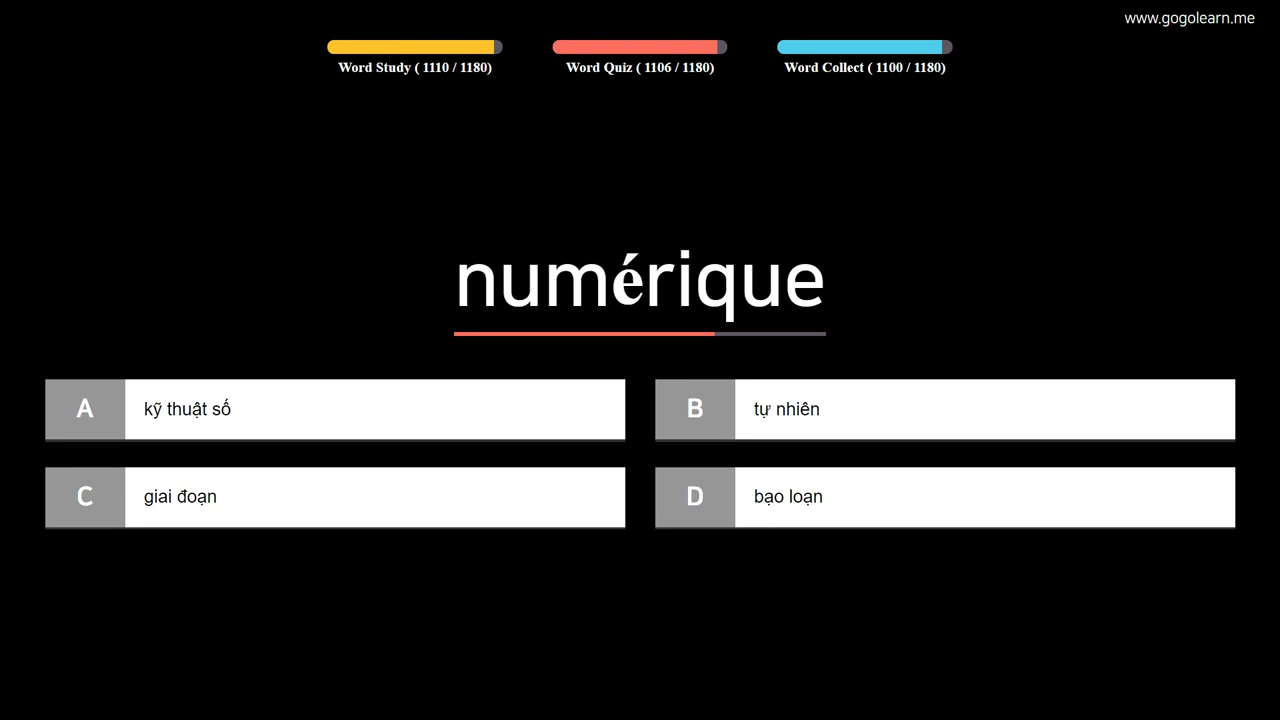 www.gogolearn.me
Word Study ( 1110 / 1180)
Word Quiz ( 1106 / 1180)
Word Collect ( 1100 / 1180)
numérique
A kỹ thuật số
B tự nhiên
C giai đoạn
D bạo loạn